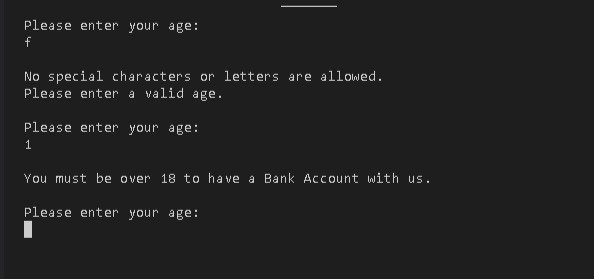 Please enter your age:
f
No special characters or letters are allowed.
Please enter a valid age.
Please enter your age:
1
You must be over 18 to have a Bank Account with us.
Please enter your age: